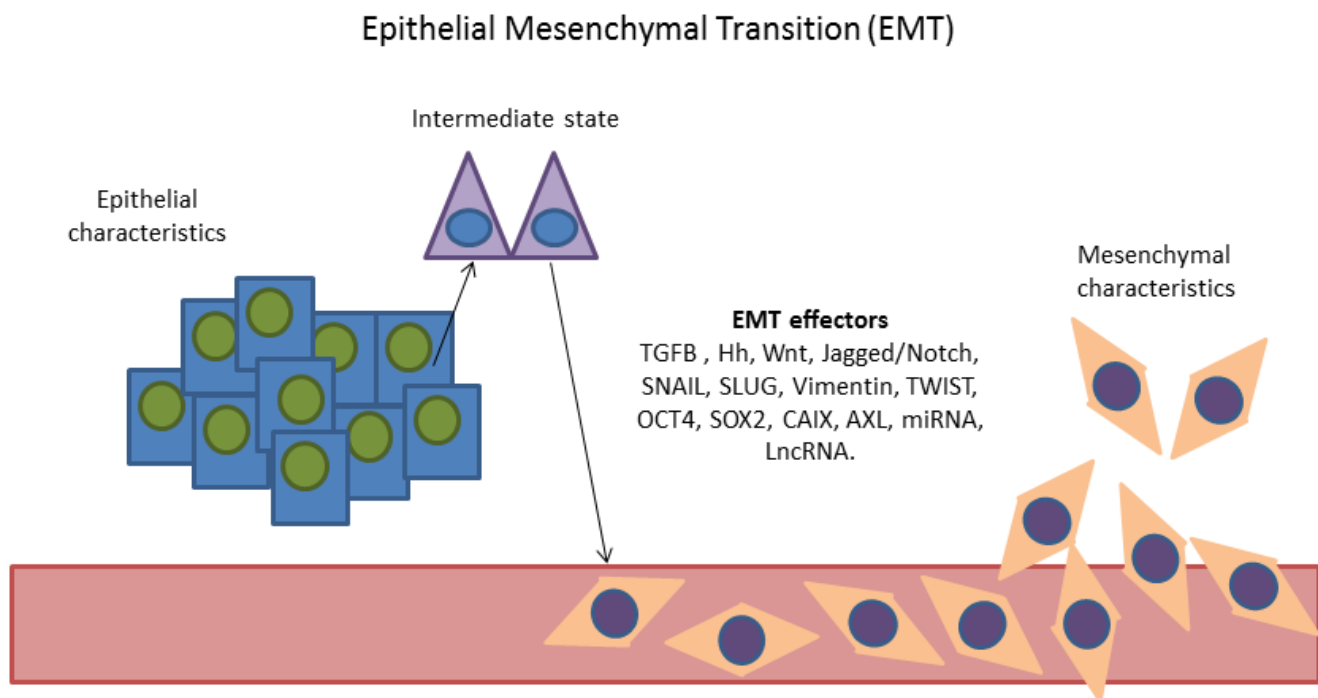 Epithelial Mesenchymal Transition (EMT)
Intermediate state
Epithelial
characteristics
Mesenchymal
characteristics
EMT effectors
TGFB , Hh, Wnt, Jagged/Notch,
SNAIL, SLUG, Vimentin, TWIST,
OCT4, SOX2, CAIX, AXL, miRNA,
LncRNA.